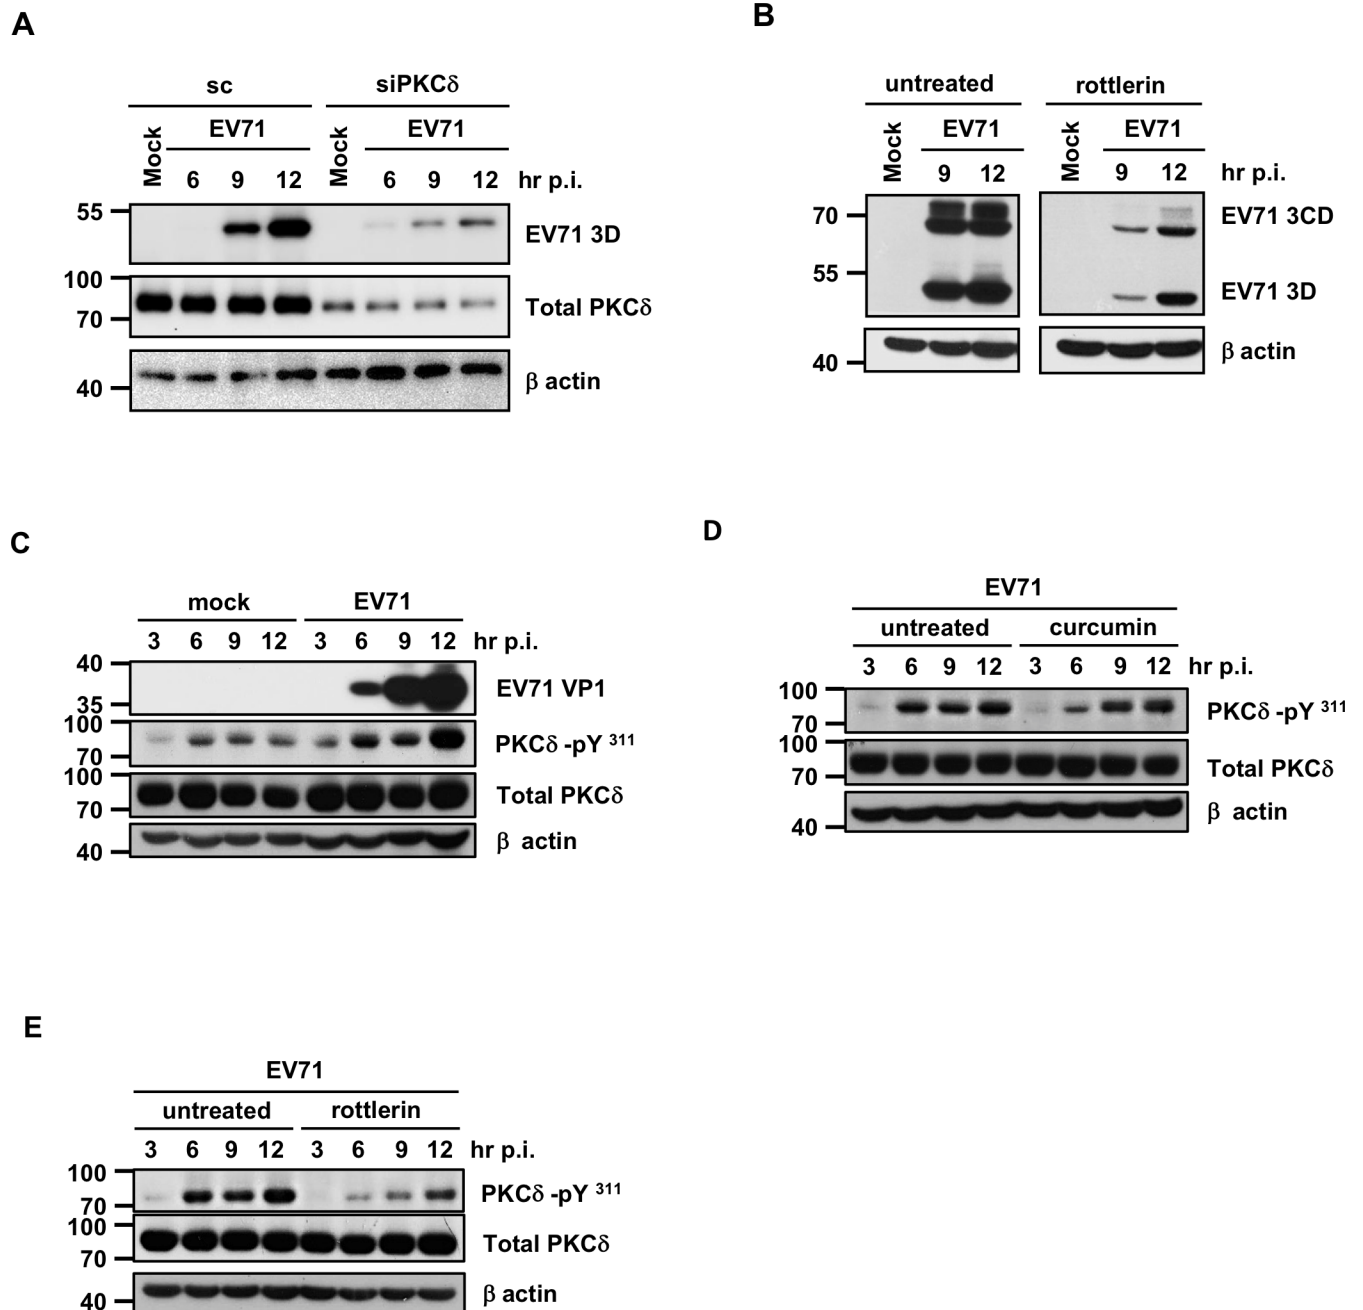 A
sc siPKCδ
Mock EV71 Mock EV71
6 9 12 6 9 12 hr p.i.
55
EV71 3D
100
Total PKCδ
70
β actin
40
B
untreated rottlerin
Mock EV71 Mock EV71
9 12 9 12 hr p.i.
70 EV71 3CD
55
EV71 3D
β actin
40
C
mock EV71
3 6 9 12 3 6 9 12 hr p.i.
40
EV71 VP1
35
100
PKCδ -pY 311
70
100
Total PKCδ
70
β actin
40
D
EV71
untreated curcumin
3 6 9 12 3 6 9 12 hr p.i.
100
PKCδ -pY 311
70
100
Total PKCδ
70
β actin
40
E
EV71
untreated rottlerin
3 6 9 12 3 6 9 12 hr p.i.
100
PKCδ -pY 311
70
100
Total PKCδ
70
β actin
40